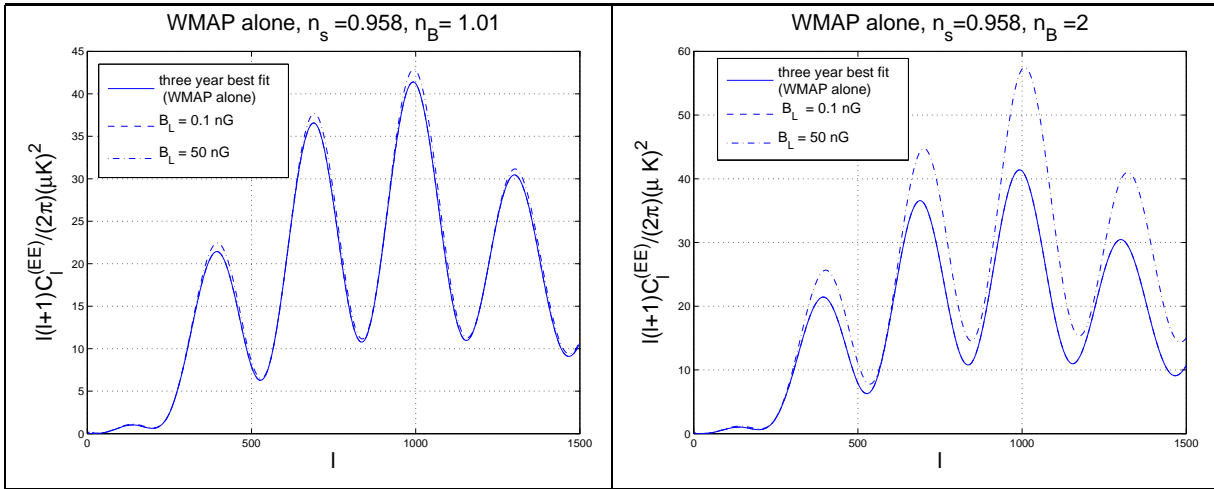 WMAP alone, n_s =0.958, n_B= 1.01
45
40
35
30
25
20
15
10
5
0
l(l+1)C_l^(EE)/(2π)(μK)^2
three year best fit
(WMAP alone)
B_L = 0.1 nG
B_L = 50 nG
0 500 1000 1500
l
WMAP alone, n_s=0.958, n_B =2
60
50
40
30
20
10
0
l(l+1)C_l^(EE)/(2π)(μ K)^2
three year best fit
(WMAP alone)
B_L = 0.1 nG
B_L = 50 nG
0 500 1000 1500
l